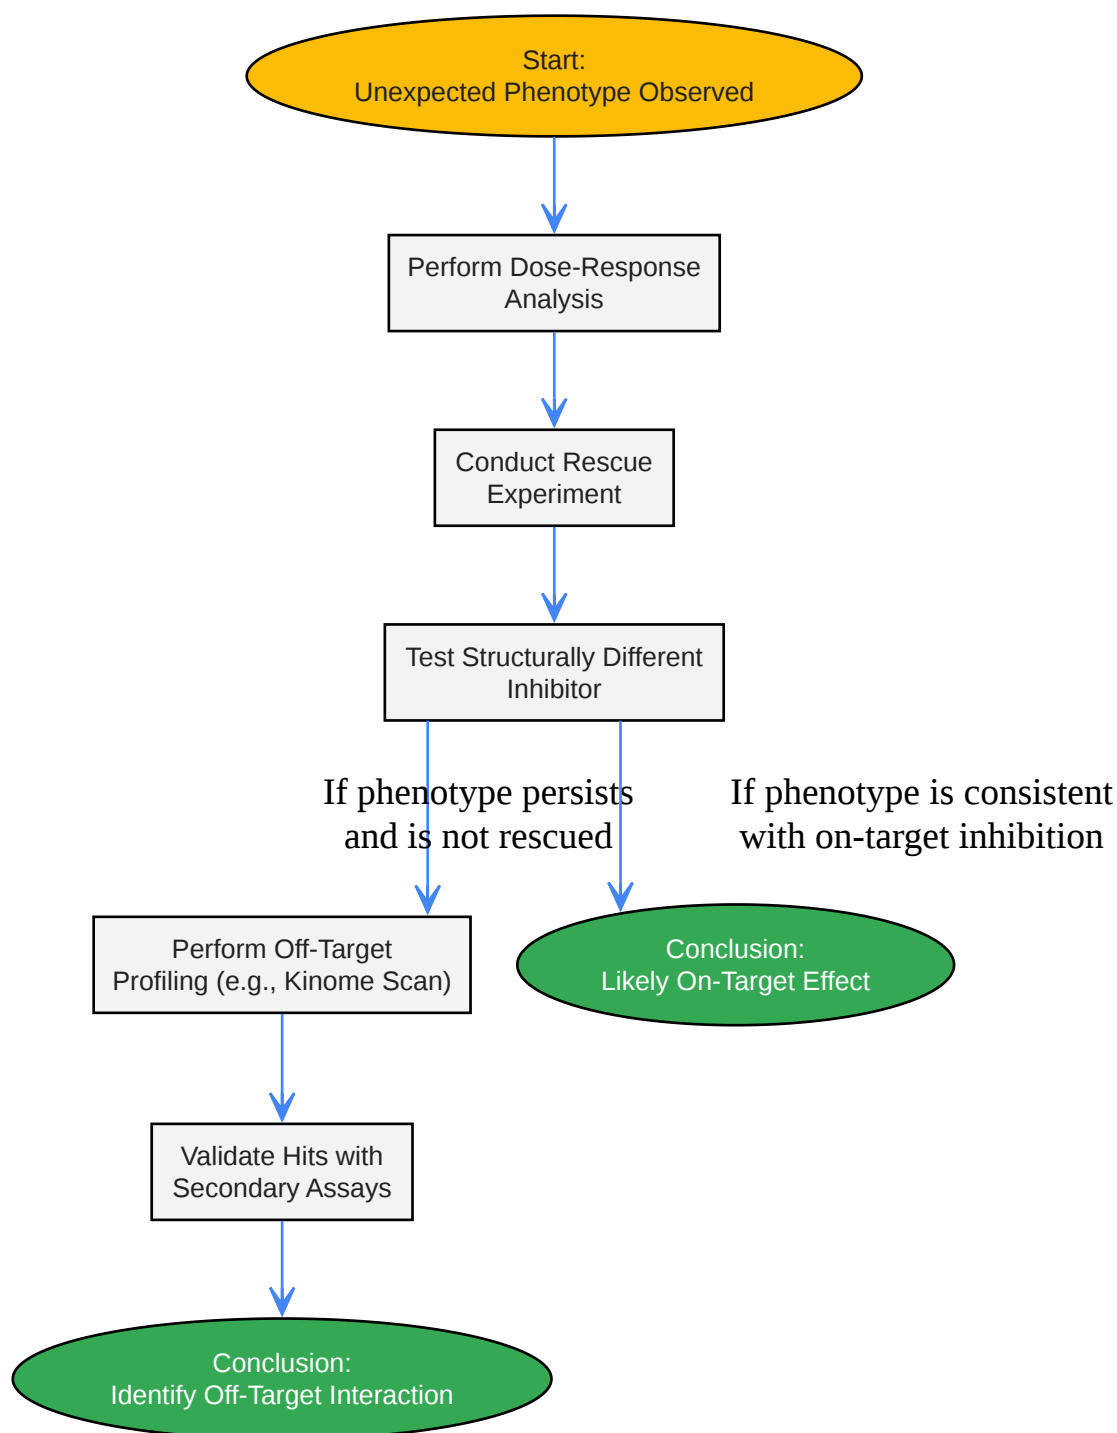 Start:
Unexpected Phenotype Observed
Perform Dose-Response
Analysis
Conduct Rescue
Experiment
Test Structurally Different
Inhibitor
If phenotype persists
and is not rescued
If phenotype is consistent
with on-target inhibition
Perform Off-Target
Profiling (e.g., Kinome Scan)
Conclusion:
Likely On-Target Effect
Validate Hits with
Secondary Assays
Conclusion:
Identify Off-Target Interaction